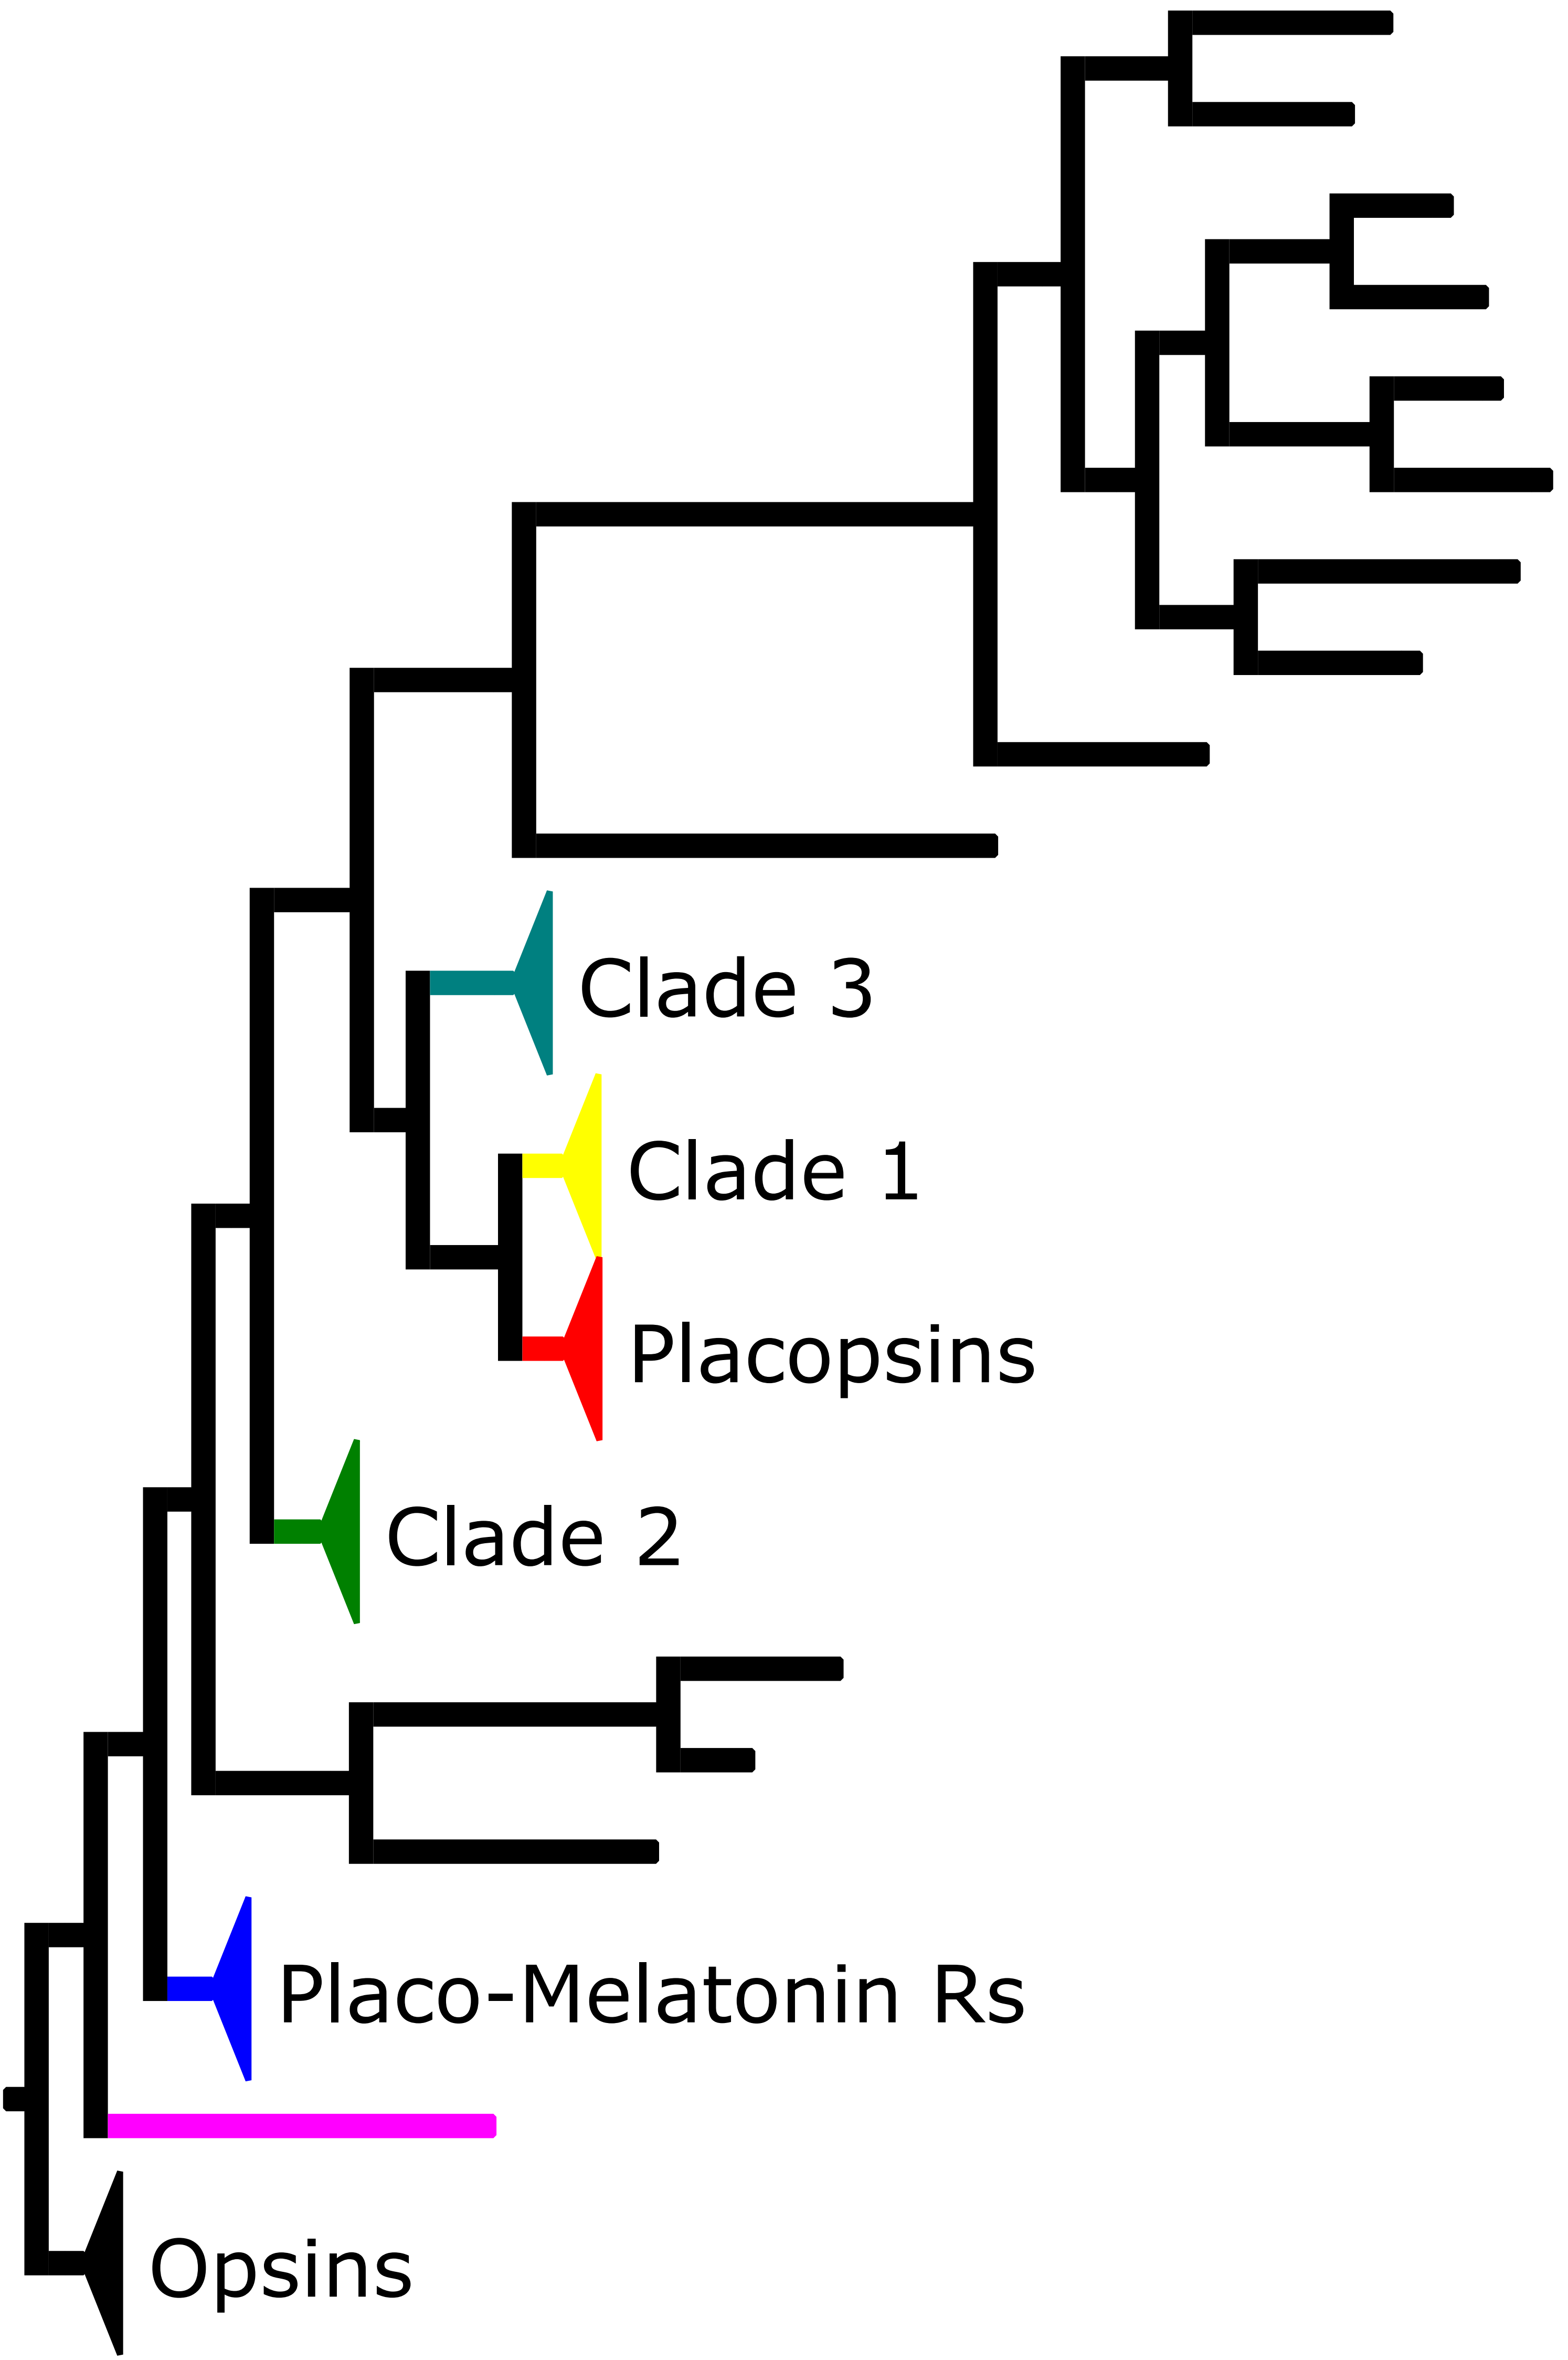 Clade 3
Clade 1
Placopsins
Clade 2
Placo-Melatonin Rs
Opsins